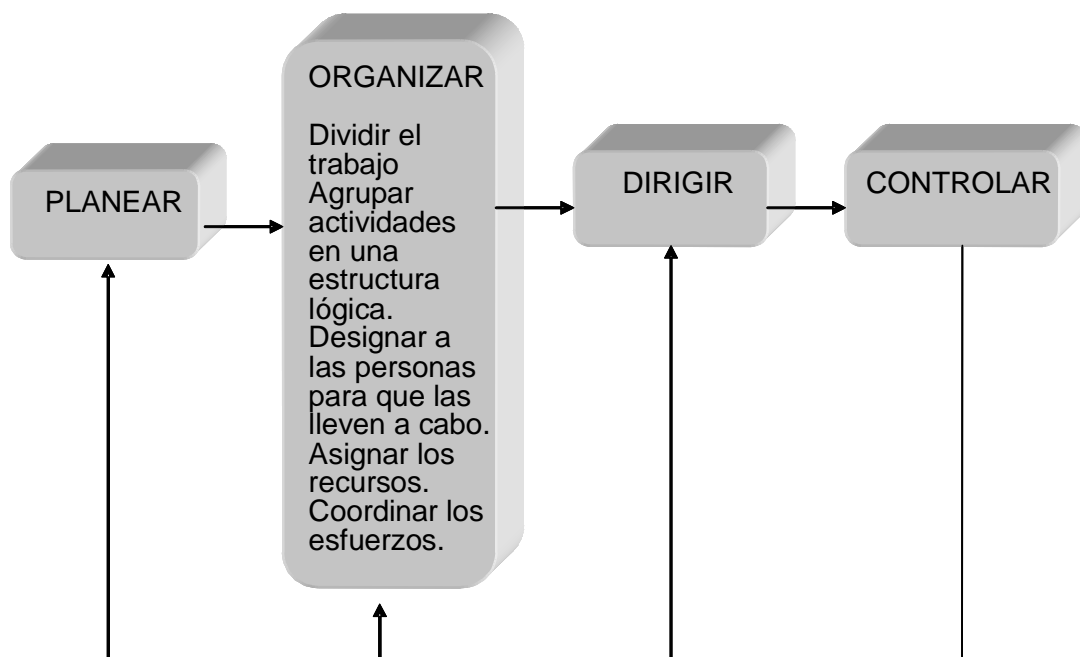 PLANEAR
ORGANIZAR
Dividir el
trabajo
Agrupar
actividades
en una
estructura
lógica.
Designar a
las personas
para que las
lleven a cabo.
Asignar los
recursos.
Coordinar los
esfuerzos.
DIRIGIR
CONTROLAR